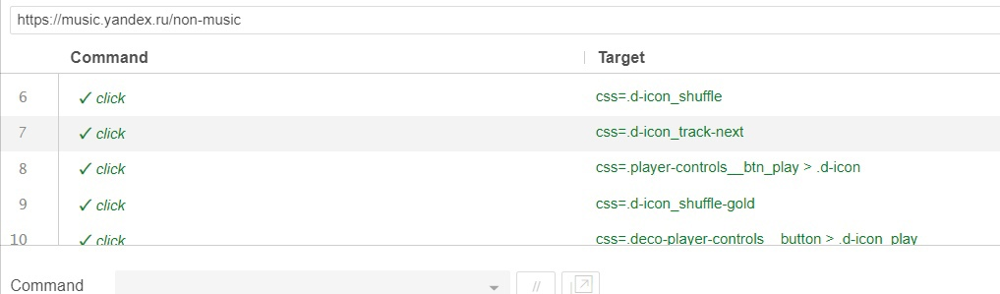 https://music.yandex.ru/non-music
Command Target
6 ✓ click css=.d-icon_shuffle
7 ✓ click css=.d-icon_track-next
8 ✓ click css=.player-controls__btn_play > .d-icon
9 ✓ click css=.d-icon_shuffle-gold
10 ✓ click css=.deco-player-controls__button > .d-icon_play
Command //